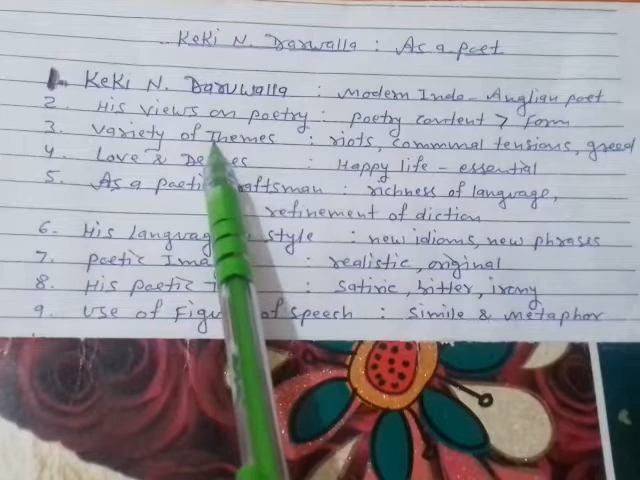 Keki N. Daruwalla : As a poet
1. Keki N. Daruwalla : Modern Indo-Anglian poet
2. His views on poetry : poetry content > form
3. Variety of Themes : riots, communal tensions, greed
4. Love & : Happy life - essential
5. As a : richness of language,
refinement of diction
6. His style : new idioms, new phrases
7. Poetic : realistic, original
8. His Poetic : satiric, bitter, irony
9. Use of of speech : simile & metaphor